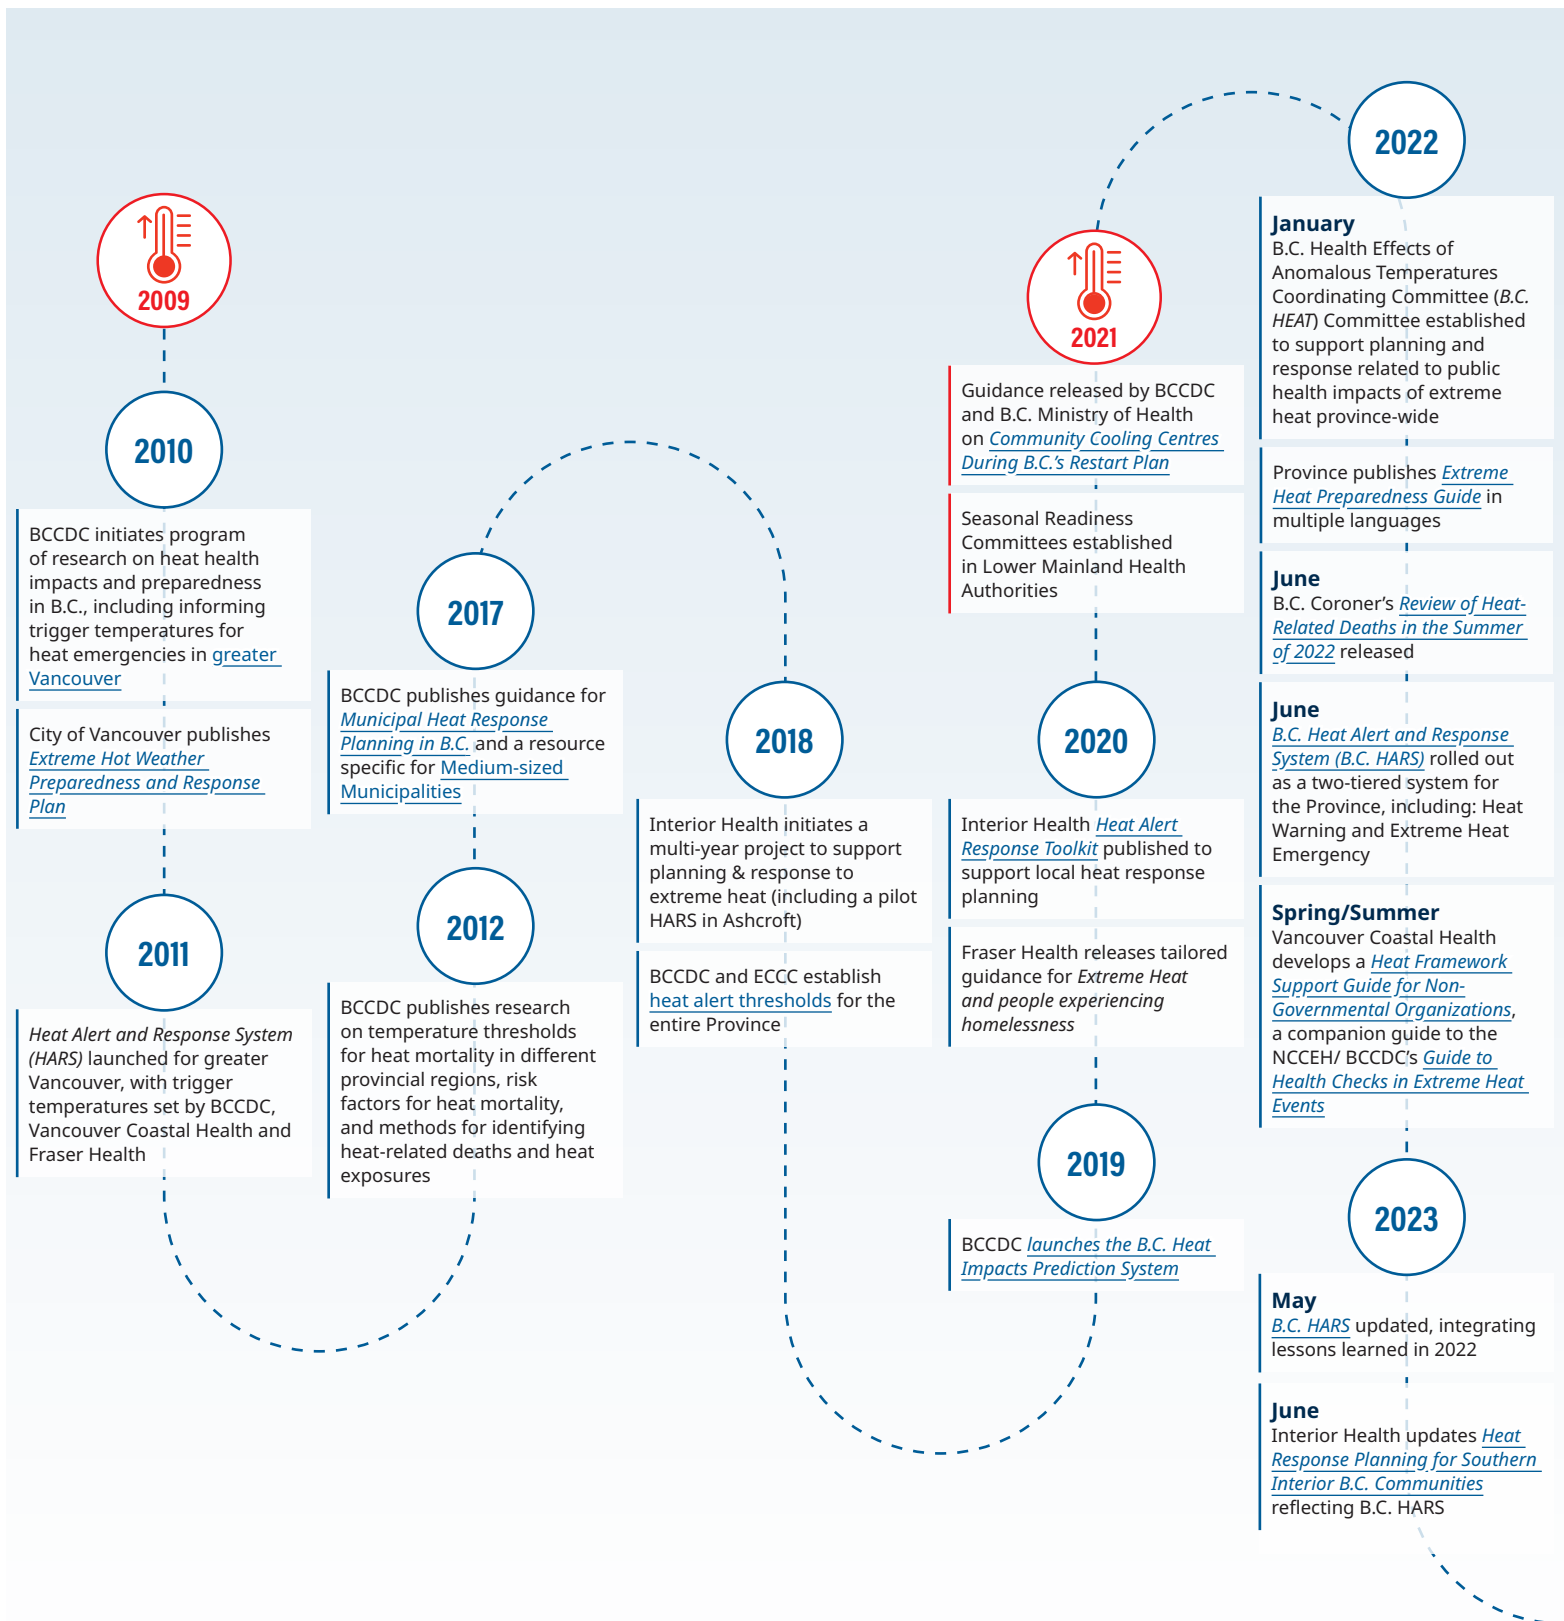 2009
2010
BCCDC initiates program
of research on heat health
impacts and preparedness
in B.C., including informing
trigger temperatures for
heat emergencies in greater
Vancouver
City of Vancouver publishes
Extreme Hot Weather
Preparedness and Response
Plan
2011
Heat Alert and Response System
(HARS) launched for greater
Vancouver, with trigger
temperatures set by BCCDC,
Vancouver Coastal Health and
Fraser Health
2012
BCCDC publishes research
on temperature thresholds
for heat mortality in different
provincial regions, risk
factors for heat mortality,
and methods for identifying
heat-related deaths and heat
exposures
2017
BCCDC publishes guidance for
Municipal Heat Response
Planning in B.C. and a resource
specific for Medium-sized
Municipalities
2018
Interior Health initiates a
multi-year project to support
planning & response to
extreme heat (including a pilot
HARS in Ashcroft)
BCCDC and ECCC establish
heat alert thresholds for the
entire Province
2019
BCCDC launches the B.C. Heat
Impacts Prediction System
2020
Interior Health Heat Alert
Response Toolkit published to
support local heat response
planning
Fraser Health releases tailored
guidance for Extreme Heat
and people experiencing
homelessness
2021
Guidance released by BCCDC
and B.C. Ministry of Health
on Community Cooling Centres
During B.C.’s Restart Plan
Seasonal Readiness
Committees established
in Lower Mainland Health
Authorities
2022
January
B.C. Health Effects of
Anomalous Temperatures
Coordinating Committee (B.C.
HEAT) Committee established
to support planning and
response related to public
health impacts of extreme
heat province-wide
Province publishes Extreme
Heat Preparedness Guide in
multiple languages
June
B.C. Coroner’s Review of Heat-
Related Deaths in the Summer
of 2022 released
June
B.C. Heat Alert and Response
System (B.C. HARS) rolled out
as a two-tiered system for
the Province, including: Heat
Warning and Extreme Heat
Emergency
Spring/Summer
Vancouver Coastal Health
develops a Heat Framework
Support Guide for Non-
Governmental Organizations,
a companion guide to the
NCCEH/ BCCDC’s Guide to
Health Checks in Extreme Heat
Events
2023
May
B.C. HARS updated, integrating
lessons learned in 2022
June
Interior Health updates Heat
Response Planning for Southern
Interior B.C. Communities
reflecting B.C. HARS